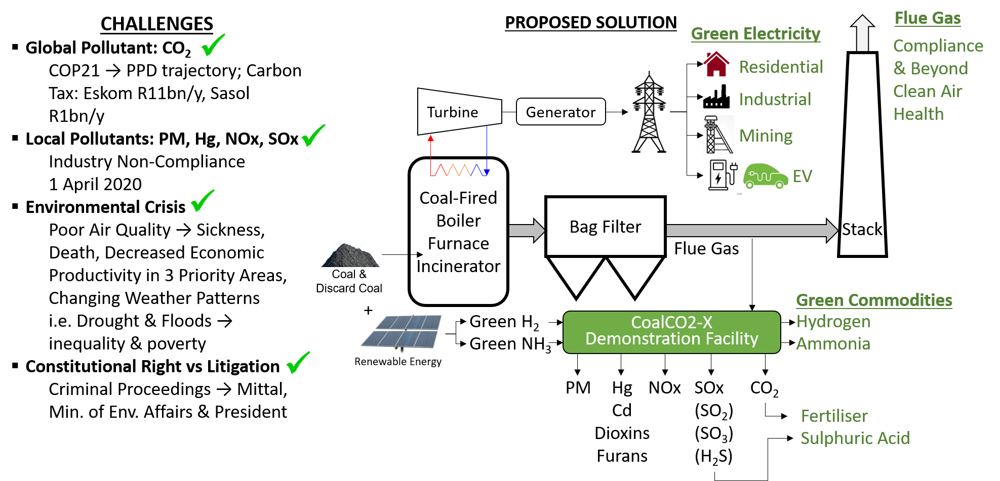 CHALLENGES
▪ Global Pollutant: CO₂
COP21 → PPD trajectory; Carbon
Tax: Eskom R11bn/y, Sasol
R1bn/y
▪ Local Pollutants: PM, Hg, NOx, SOx
Industry Non-Compliance
1 April 2020
▪ Environmental Crisis
Poor Air Quality → Sickness,
Death, Decreased Economic
Productivity in 3 Priority Areas,
Changing Weather Patterns
i.e. Drought & Floods →
inequality & poverty
▪ Constitutional Right vs Litigation
Criminal Proceedings → Mittal,
Min. of Env. Affairs & President
PROPOSED SOLUTION
Green Electricity
Residential
Industrial
Mining
EV
Flue Gas
Compliance
& Beyond
Clean Air
Health
Turbine
Generator
Coal-Fired
Boiler
Furnace
Incinerator
Bag Filter
Flue Gas
Stack
Coal &
Discard Coal
+
Renewable Energy
Green H₂
Green NH₃
CoalCO2-X
Demonstration Facility
Green Commodities
Hydrogen
Ammonia
PM
Hg
Cd
Dioxins
Furans
NOx
SOx
(SO₂)
(SO₃)
(H₂S)
CO₂
Fertiliser
Sulphuric Acid